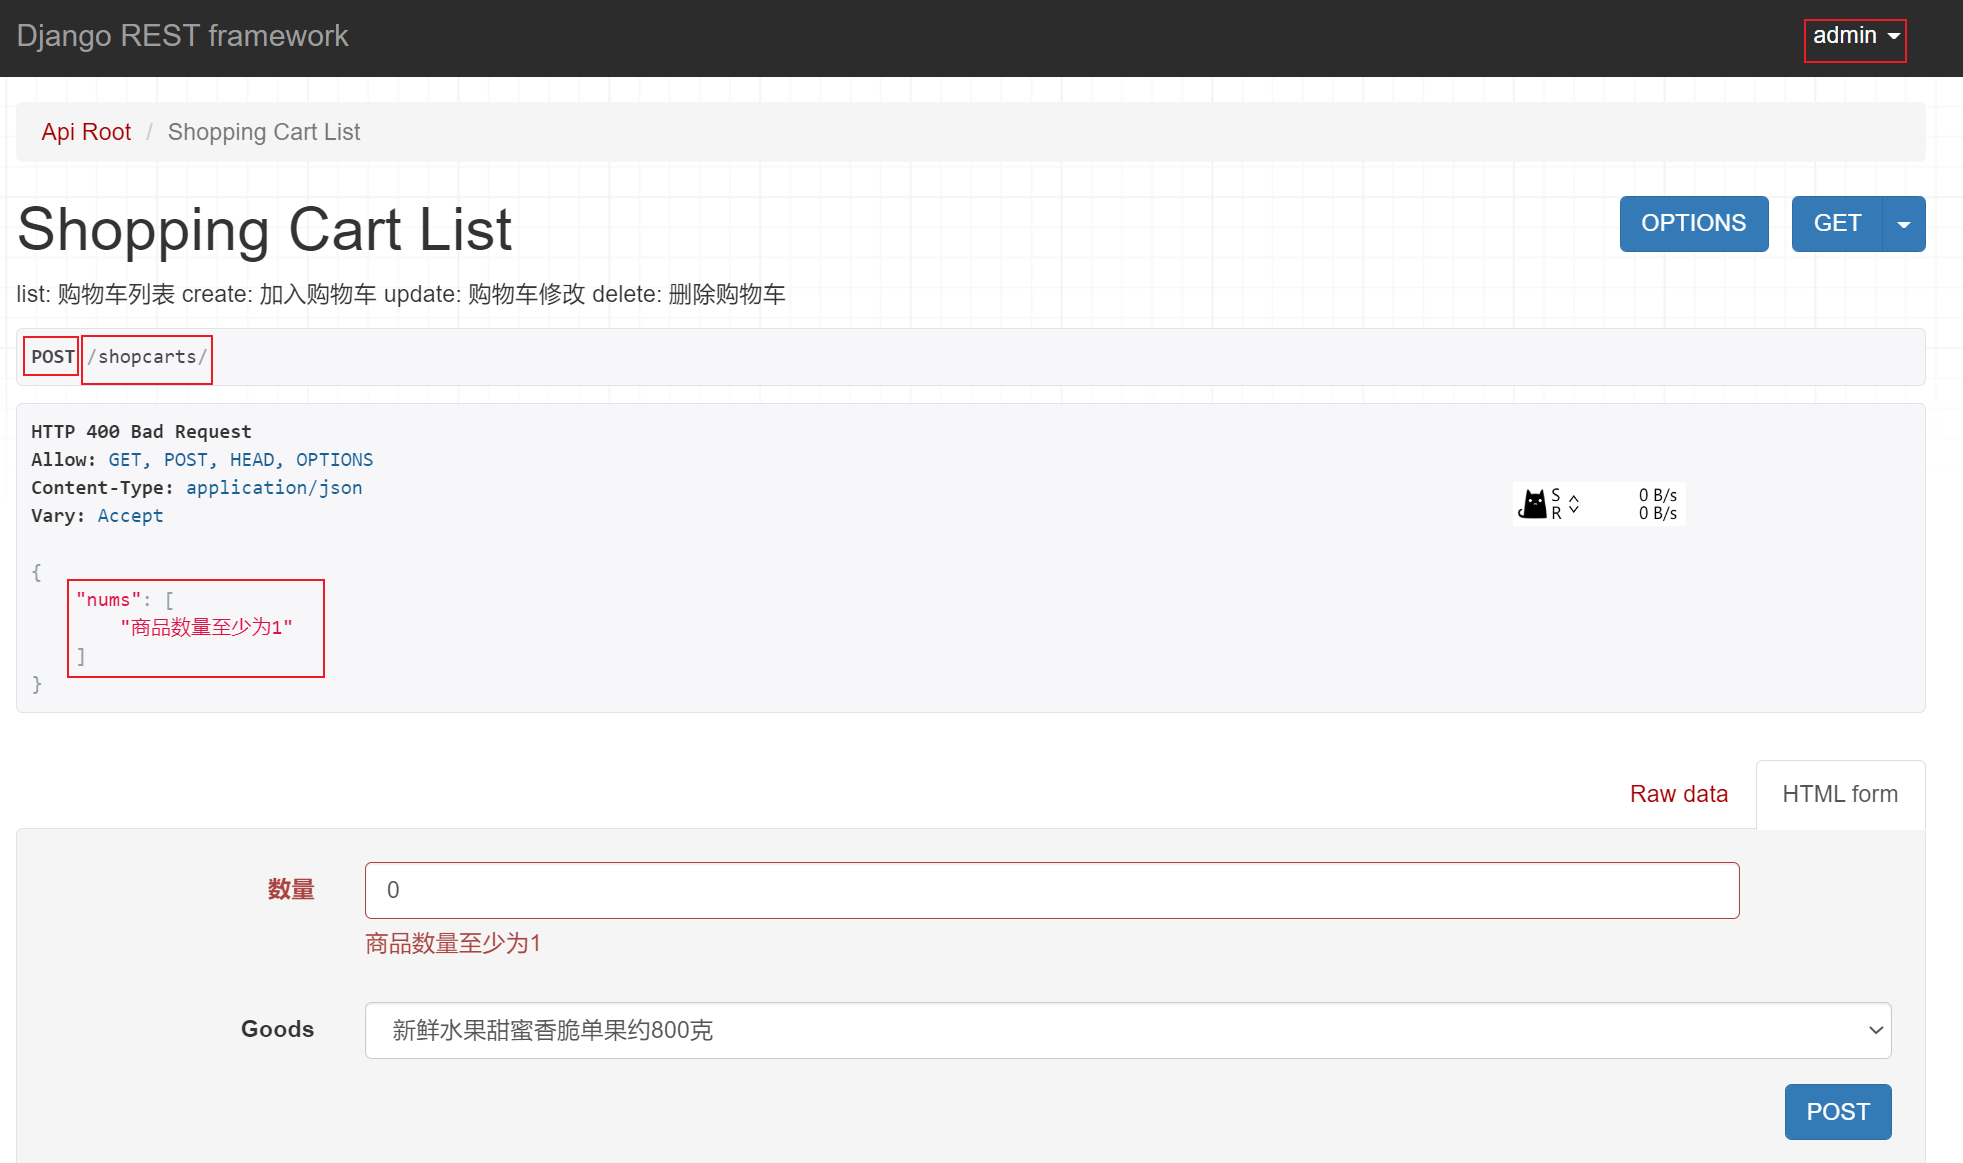 Django REST framework
admin
Api Root / Shopping Cart List
Shopping Cart List
OPTIONS
GET
list: 购物车列表 create: 加入购物车 update: 购物车修改 delete: 删除购物车
POST /shopcarts/
HTTP 400 Bad Request
Allow: GET, POST, HEAD, OPTIONS
Content-Type: application/json
Vary: Accept
S 0 B/s
R 0 B/s
{
"nums": [
"商品数量至少为1"
]
}
Raw data
HTML form
数量
0
商品数量至少为1
Goods
新鲜水果甜蜜香脆单果约800克
POST